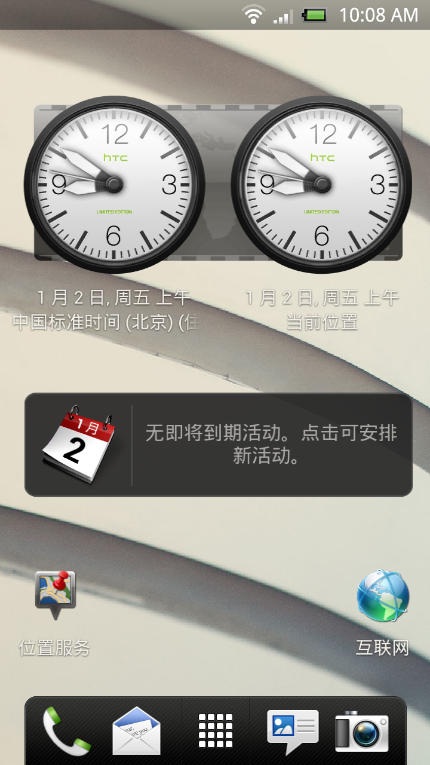 10:08 AM
12 12
hTC hTC
9 3 9 3
LIMITED EDITION LIMITED EDITION
6 6
1 月 2 日, 周五 上午 1 月 2 日, 周五 上午
中国标准时间 (北京) (住 当前位置
1月
2
无即将到期活动。点击可安排
新活动。
位置服务 互联网